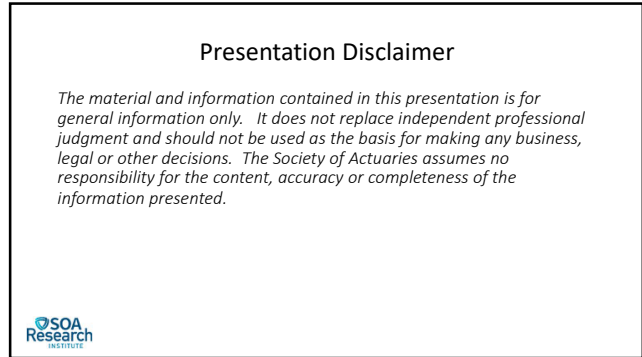 Presentation Disclaimer
The material and information contained in this presentation is for
general information only.   It does not replace independent professional
judgment and should not be used as the basis for making any business,
legal or other decisions.  The Society of Actuaries assumes no
responsibility for the content, accuracy or completeness of the
information presented.
SOA
Research
INSTITUTE